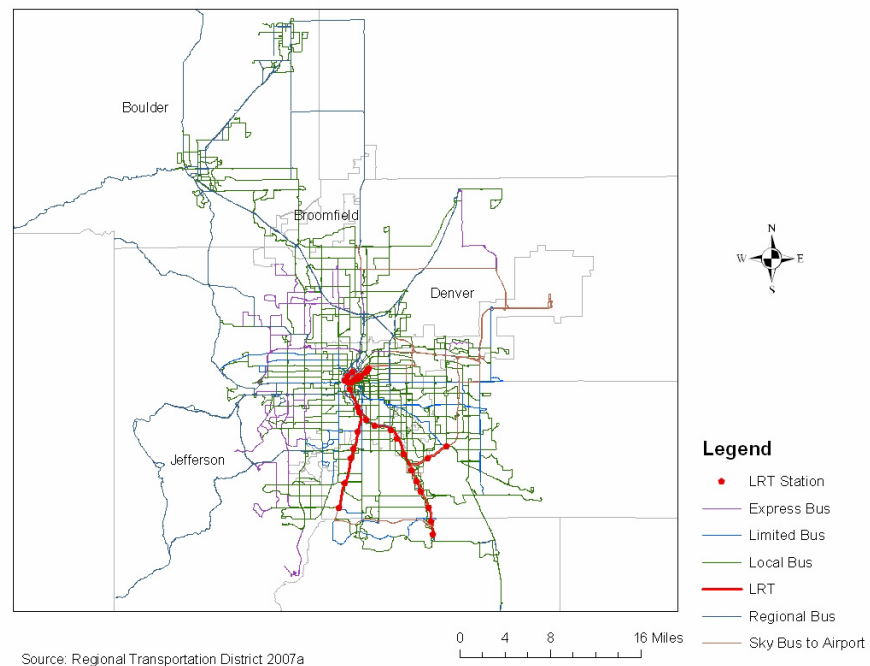 Boulder
Broomfield
Denver
Jefferson
N
W E
S
Legend
LRT Station
Express Bus
Limited Bus
Local Bus
LRT
Regional Bus
Sky Bus to Airport
0 4 8 16 Miles
Source: Regional Transportation District 2007a